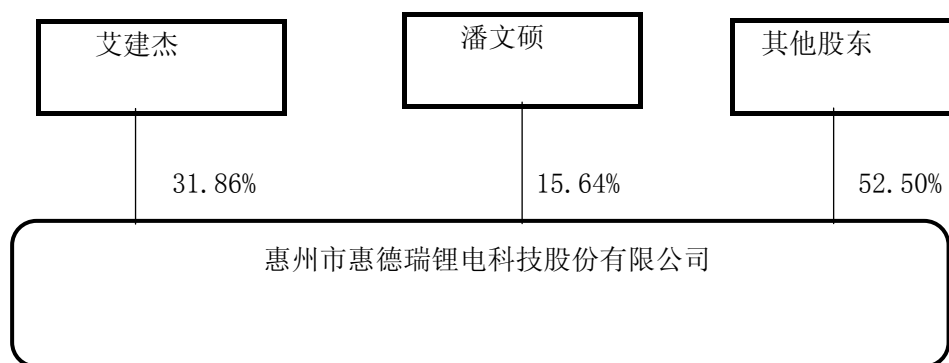 艾建杰
潘文硕
其他股东
31.86%
15.64%
52.50%
惠州市惠德瑞锂电科技股份有限公司